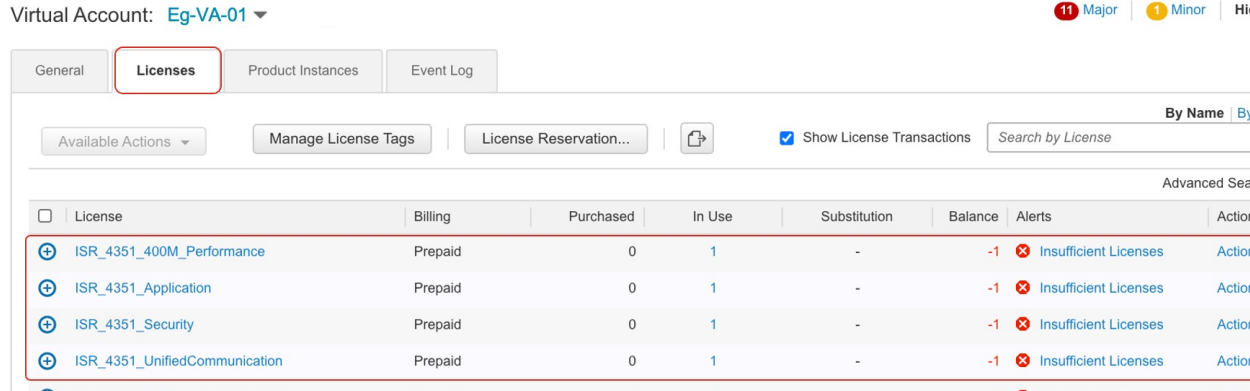 Virtual Account: Eg-VA-01
11 Major 1 Minor
General Licenses Product Instances Event Log
By Name
Available Actions Manage License Tags License Reservation... Show License Transactions Search by License
Advanced
License Billing Purchased In Use Substitution Balance Alerts
ISR_4351_400M_Performance Prepaid 0 1 - -1 Insufficient Licenses
ISR_4351_Application Prepaid 0 1 - -1 Insufficient Licenses
ISR_4351_Security Prepaid 0 1 - -1 Insufficient Licenses
ISR_4351_UnifiedCommunication Prepaid 0 1 - -1 Insufficient Licenses